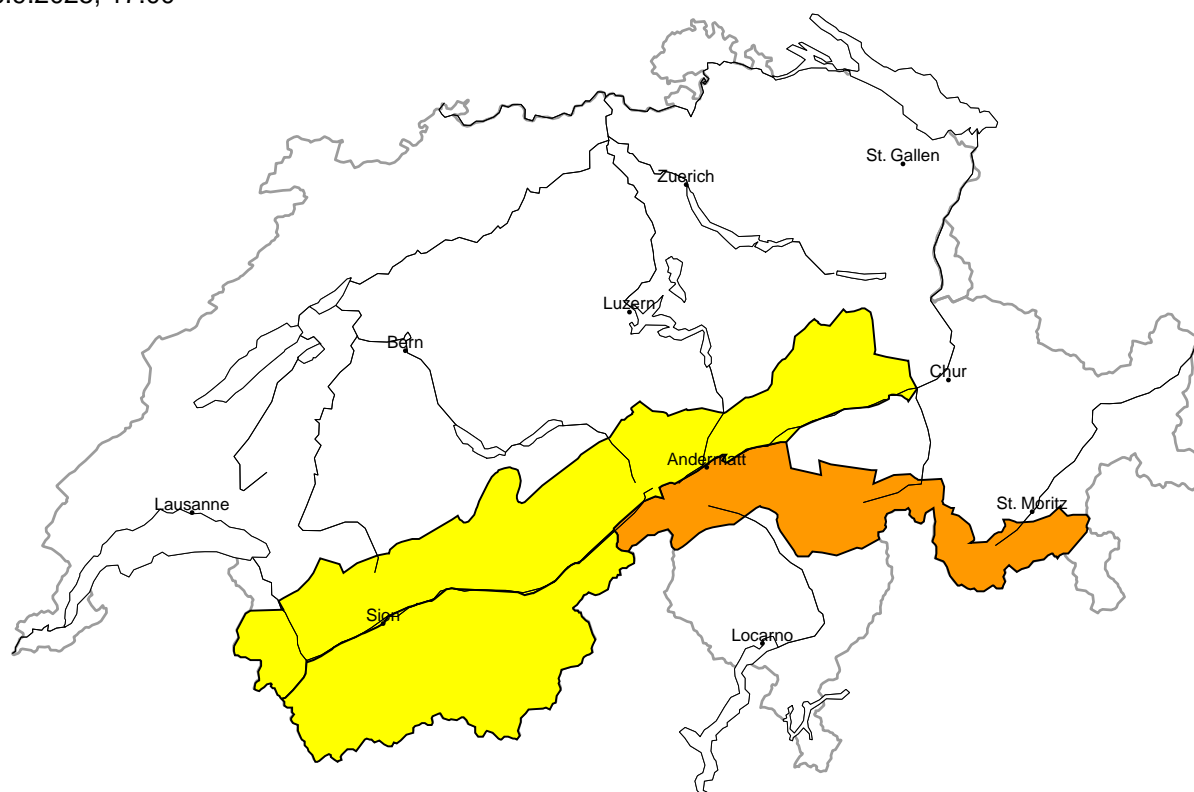 St. Gallen
Zuerich
Luzern
Bern
Chur
Andermatt
Lausanne
St. Moritz
Sion
Locarno